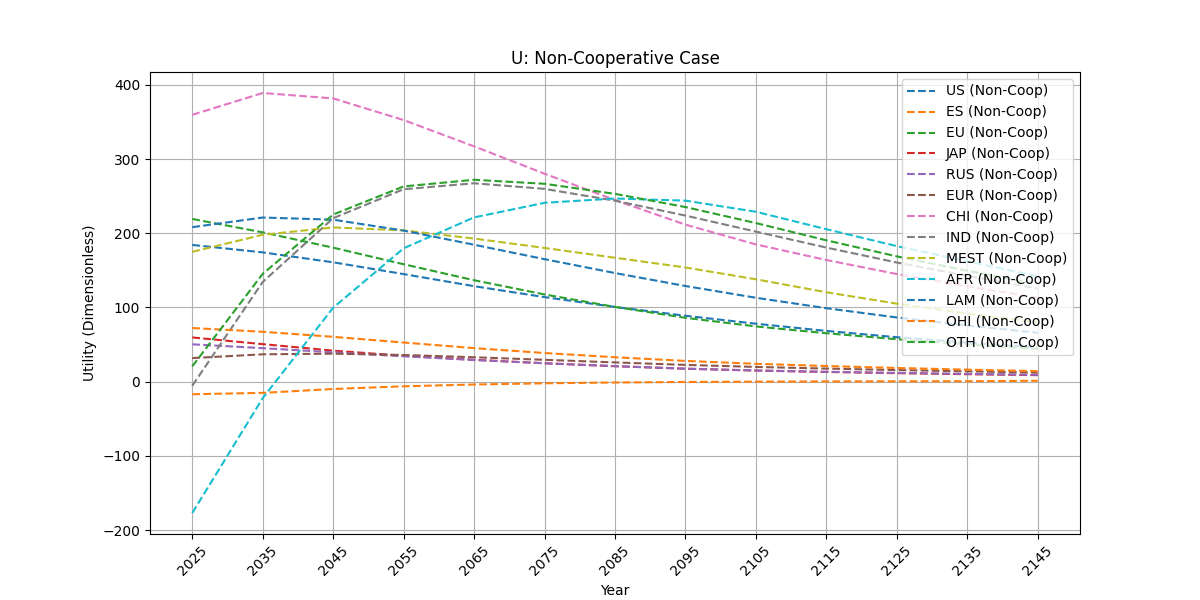 U: Non-Cooperative Case
Utility (Dimensionless)
400
300
200
100
0
−100
−200
US (Non-Coop)
ES (Non-Coop)
EU (Non-Coop)
JAP (Non-Coop)
RUS (Non-Coop)
EUR (Non-Coop)
CHI (Non-Coop)
IND (Non-Coop)
MEST (Non-Coop)
AFR (Non-Coop)
LAM (Non-Coop)
OHI (Non-Coop)
OTH (Non-Coop)
2025 2035 2045 2055 2065 2075 2085 2095 2105 2115 2125 2135 2145
Year